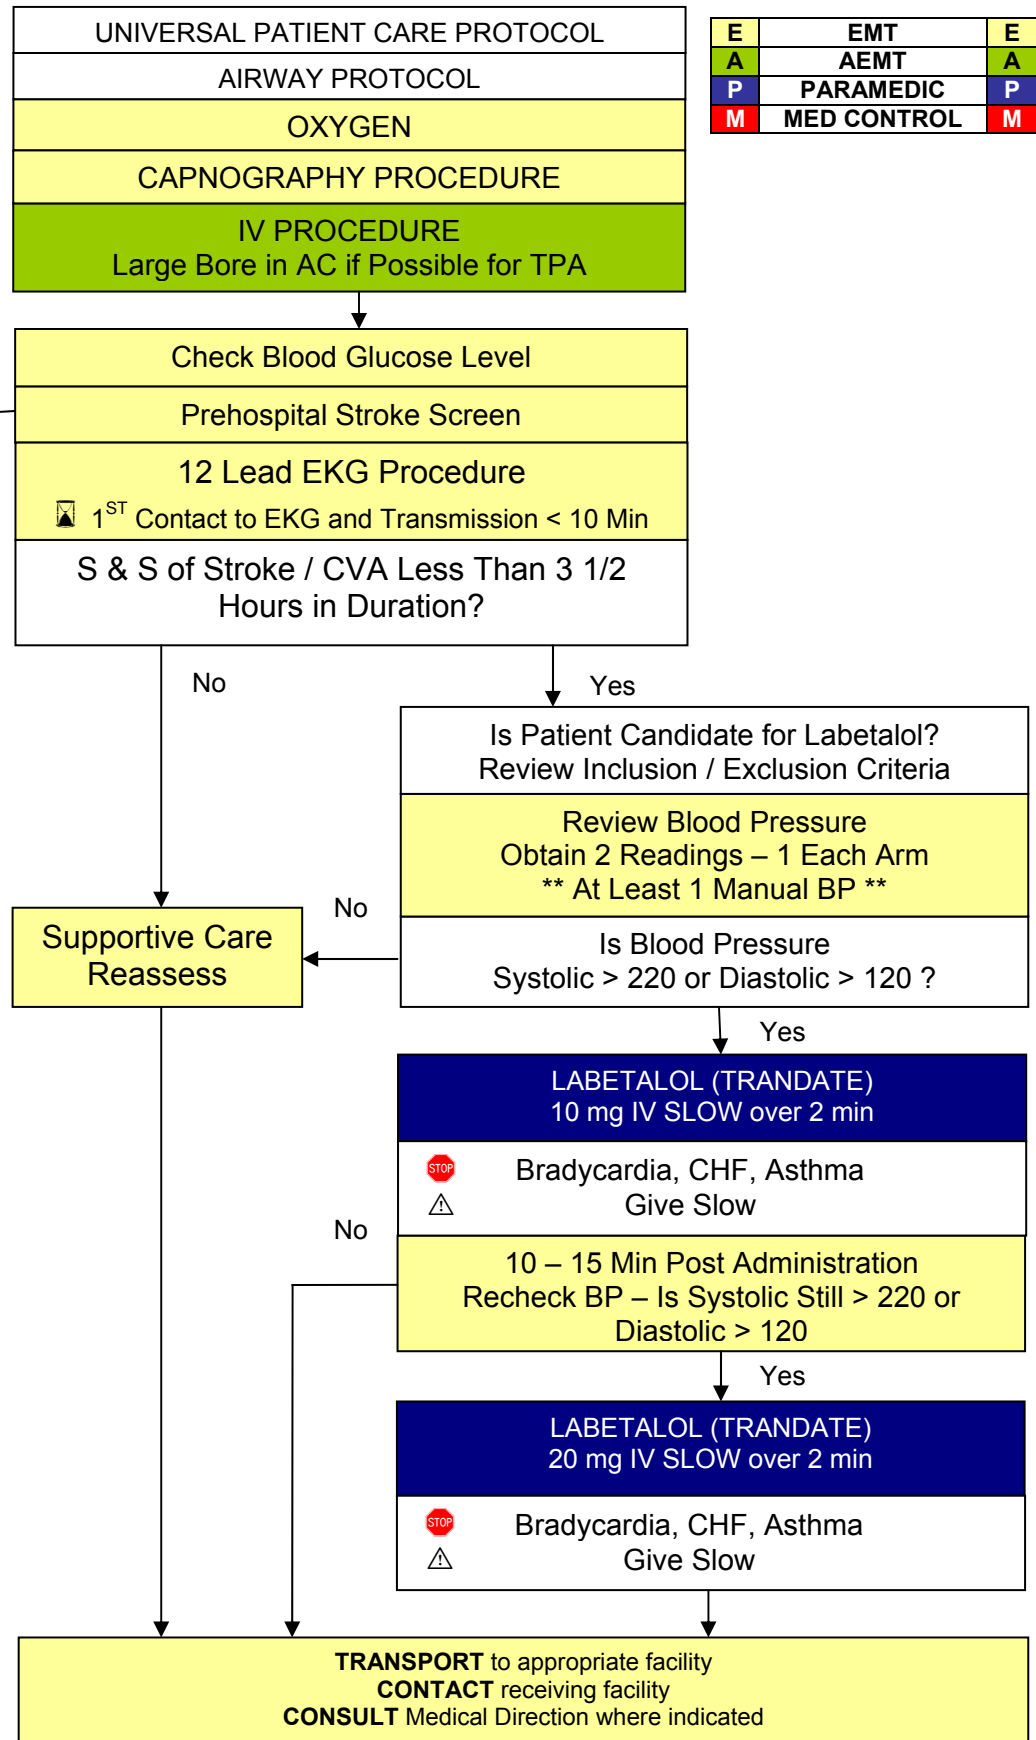 UNIVERSAL PATIENT CARE PROTOCOL
AIRWAY PROTOCOL
OXYGEN
CAPNOGRAPHY PROCEDURE
IV PROCEDURE
Large Bore in AC if Possible for TPA
E EMT E
A AEMT A
P PARAMEDIC P
M MED CONTROL M
Check Blood Glucose Level
Prehospital Stroke Screen
12 Lead EKG Procedure
1ST Contact to EKG and Transmission < 10 Min
S & S of Stroke / CVA Less Than 3 1/2
Hours in Duration?
No
Yes
Is Patient Candidate for Labetalol?
Review Inclusion / Exclusion Criteria
Review Blood Pressure
Obtain 2 Readings – 1 Each Arm
** At Least 1 Manual BP **
No
Supportive Care
Reassess
Is Blood Pressure
Systolic > 220 or Diastolic > 120 ?
Yes
LABETALOL (TRANDATE)
10 mg IV SLOW over 2 min
STOP Bradycardia, CHF, Asthma
Give Slow
No
10 – 15 Min Post Administration
Recheck BP – Is Systolic Still > 220 or
Diastolic > 120
Yes
LABETALOL (TRANDATE)
20 mg IV SLOW over 2 min
STOP Bradycardia, CHF, Asthma
Give Slow
TRANSPORT to appropriate facility
CONTACT receiving facility
CONSULT Medical Direction where indicated